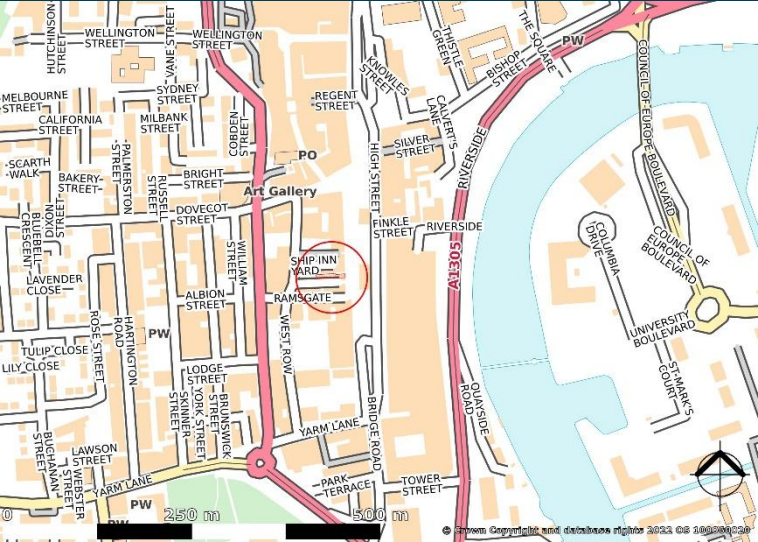 HUTCHINSON
STREET
WELLINGTON
STREET
VANE STREET
WELLINGTON
STREET
KNOWLES
STREET
THISTLE
GREEN
THE SQUARE
BISHOP
STREET
PW
COUNCIL OF EUROPE BOULEVARD
MELBOURNE
STREET
SYDNEY
STREET
REGENT
STREET
CALIFORNIA
STREET
MILBANK
STREET
COBDEN
STREET
CALVERT'S
LANE
SILVER
STREET
HIGH STREET
RIVERSIDE
SCARTH
WALK
BAKERY
STREET
PALMERSTON
STREET
RUSSELL
STREET
BRIGHT
STREET
PO
Art Gallery
DOVECOT
STREET
DIXON
STREET
BLUEBELL
CRESCENT
WILLIAM
STREET
FINKLE
STREET
RIVERSIDE
A1305
COLUMBIA
DRIVE
COUNCIL OF
EUROPE
BOULEVARD
SHIP INN
YARD
LAVENDER
CLOSE
ALBION
STREET
RAMSGATE
WEST ROW
ROSE STREET
HARTINGTON
ROAD
PW
UNIVERSITY
BOULEVARD
TULIP CLOSE
LILY CLOSE
LODGE
STREET
SKINNER
STREET
YORK STREET
BRUNSWICK
STREET
ST-MARK'S
COURT
QUAYSIDE
ROAD
BRIDGE ROAD
YARM LANE
BUCHANAN
STREET
LAWSON
STREET
WEBSTER
STREET
YARM LANE
PARK
TERRACE
TOWER
STREET
PW
PW
0 250 m 500 m
© Crown Copyright and database rights 2022 OS 100060020